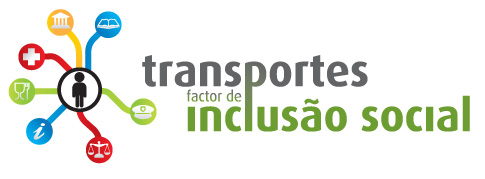 transportes
factor de
inclusão social
i